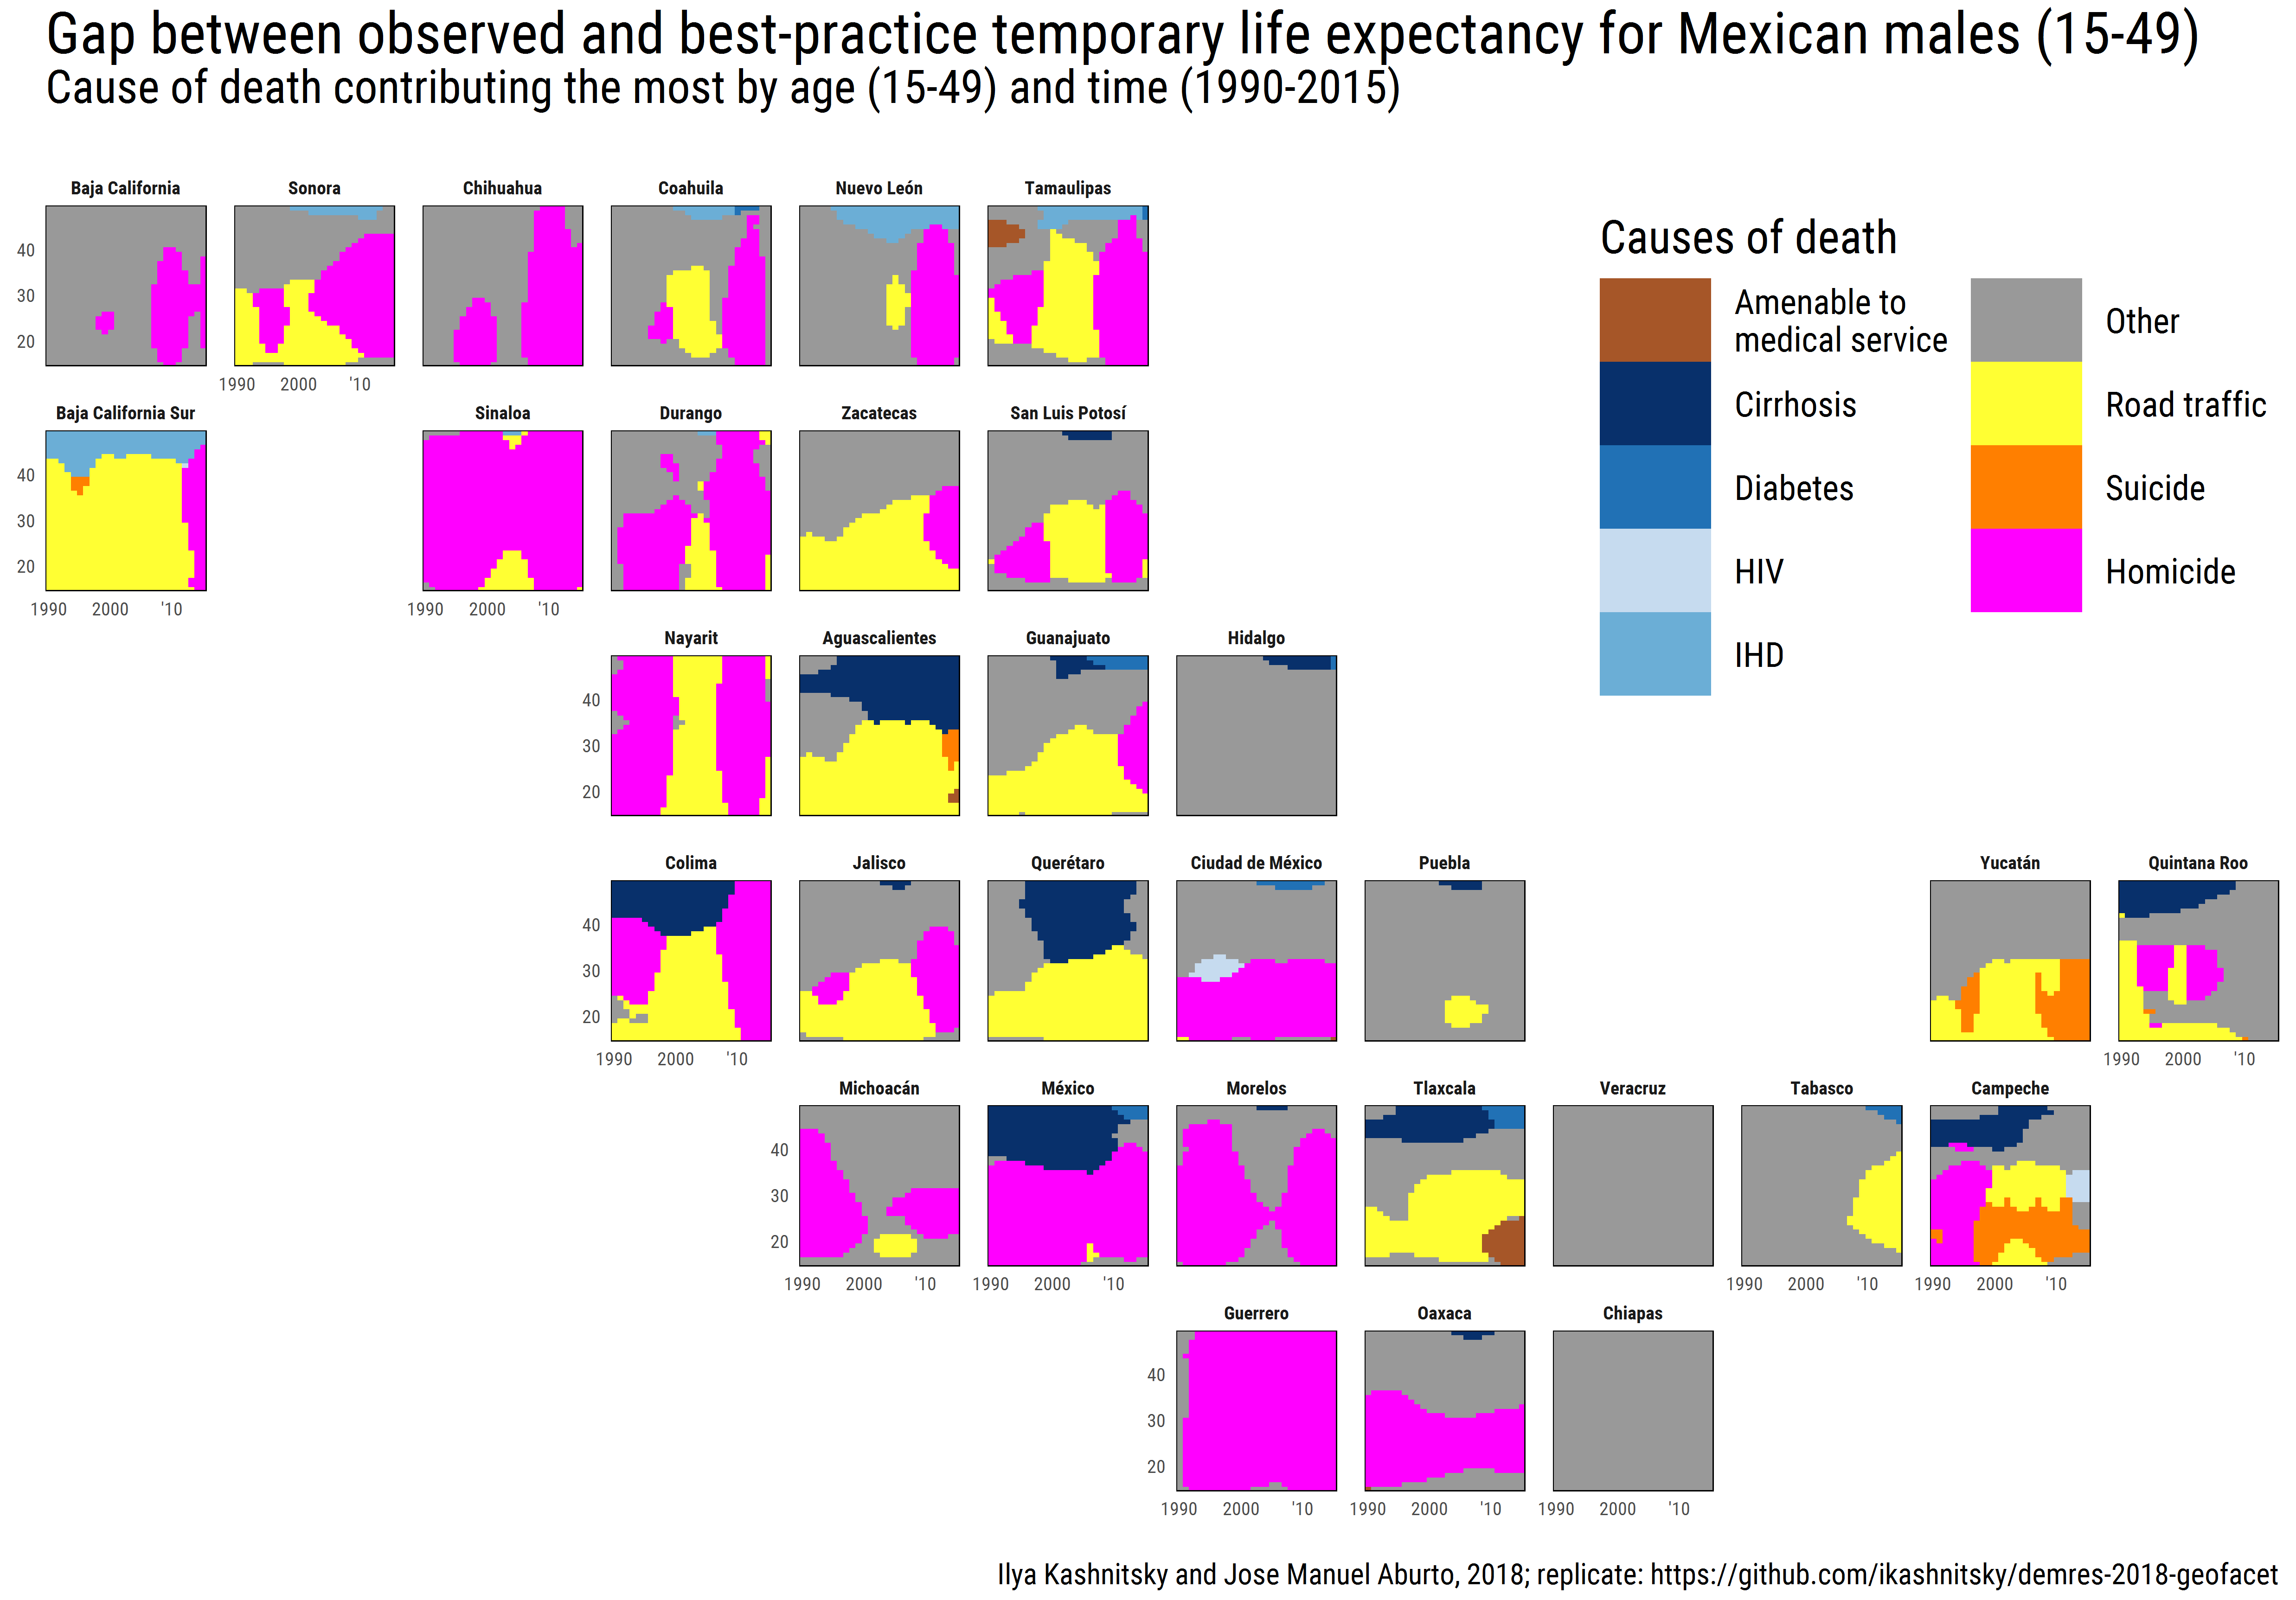 Gap between observed and best-practice temporary life expectancy for Mexican males (15-49)
Cause of death contributing the most by age (15-49) and time (1990-2015)
Baja California
Sonora
Chihuahua
Coahuila
Nuevo León
Tamaulipas
40
30
20
1990 2000 '10
Causes of death
Amenable to
medical service
Cirrhosis
Diabetes
HIV
IHD
Other
Road traffic
Suicide
Homicide
Baja California Sur
Sinaloa
Durango
Zacatecas
San Luis Potosí
40
30
20
1990 2000 '10
1990 2000 '10
Nayarit
Aguascalientes
Guanajuato
Hidalgo
40
30
20
Colima
Jalisco
Querétaro
Ciudad de México
Puebla
Yucatán
Quintana Roo
40
30
20
1990 2000 '10
1990 2000 '10
Michoacán
México
Morelos
Tlaxcala
Veracruz
Tabasco
Campeche
40
30
20
1990 2000 '10
1990 2000 '10
1990 2000 '10
1990 2000 '10
Guerrero
Oaxaca
Chiapas
40
30
20
1990 2000 '10
1990 2000 '10
1990 2000 '10
Ilya Kashnitsky and Jose Manuel Aburto, 2018; replicate: https://github.com/ikashnitsky/demres-2018-geofacet